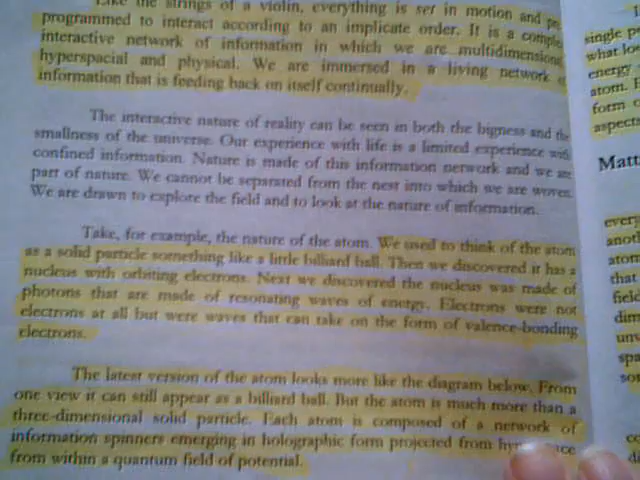 Like the strings of a violin, everything is set in motion and
programmed to interact according to an implicate order. It is a
interactive network of information in which we are
hyperspacial and physical. We are immersed in a living network
information that is feeding back on itself continually.
The interactive nature of reality can be seen in both the bigness and the
smallness of the universe. Our experience with life is a limited experience with
confined information. Nature is made of this information network and we are
part of nature. We cannot be separated from the nest into which we are woven.
We are drawn to explore the field and to look at the nature of information.
Take, for example, the nature of the atom. We used to think of the atom
as a solid particle something like a little billiard ball. Then we discovered it has a
nucleus with orbiting electrons. Next we discovered the nucleus was made of
photons that are made of resonating waves of energy. Electrons were not
electrons at all but were waves that can take on the form of valence-bonding
electrons.
The latest version of the atom looks more like the diagram below. From
one view it can still appear as a billiard ball. But the atom is much more than a
three-dimensional solid particle. Each atom is composed of a network of
information spinners emerging in holographic form projected from
from within a quantum field of potential.
single
what
energy
atom.
form
aspects
Matt
every
atom
that